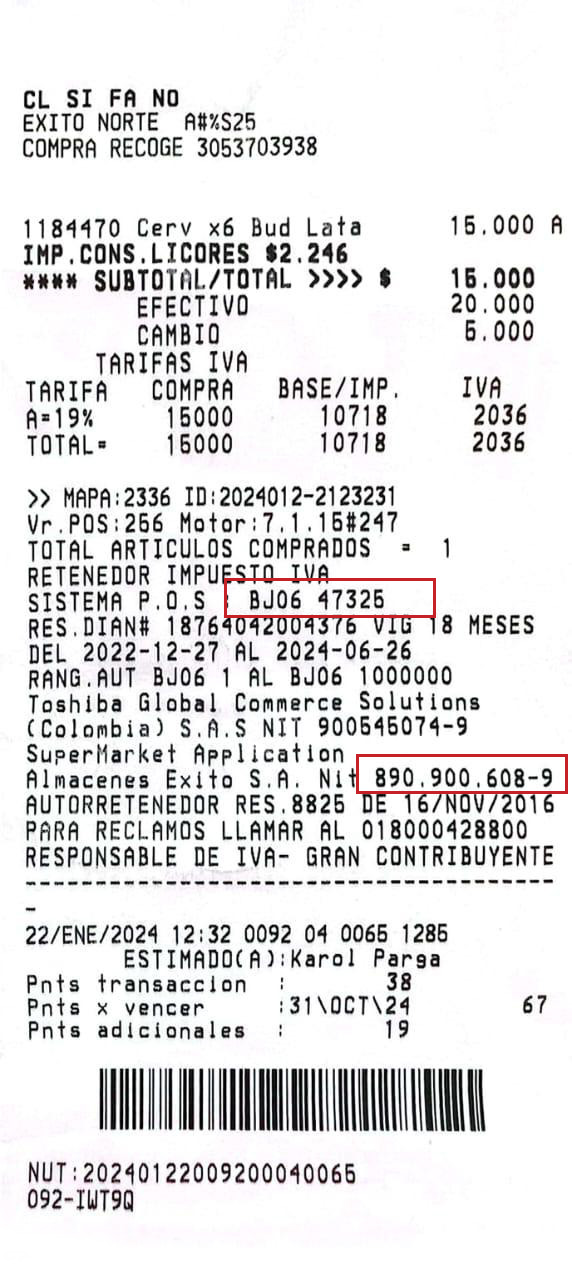 CL SI FA NO
EXITO NORTE A#%S25
COMPRA RECOGE 3053703938
1184470 Cerv x6 Bud Lata 15.000 A
IMP.CONS.LICORES $2.246
**** SUBTOTAL/TOTAL >>>> $ 15.000
EFECTIVO 20.000
CAMBIO 5.000
TARIFAS IVA
TARIFA COMPRA BASE/IMP. IVA
A=19% 15000 10718 2036
TOTAL= 15000 10718 2036
>> MAPA:2336 ID:2024012-2123231
Vr.POS:256 Motor:7.1.15#247
TOTAL ARTICULOS COMPRADOS = 1
RETENEDOR IMPUESTO IVA
SISTEMA P.O.S : BJ06 47325
RES.DIAN# 18764042004376 VIG 18 MESES
DEL 2022-12-27 AL 2024-06-26
RANG.AUT BJ06 1 AL BJ06 1000000
Toshiba Global Commerce Solutions
(Colombia) S.A.S NIT 900545074-9
SuperMarket Application
Almacenes Exito S.A. Nit 890.900.608-9
AUTORRETENEDOR RES.8825 DE 16/NOV/2016
PARA RECLAMOS LLAMAR AL 018000428800
RESPONSABLE DE IVA- GRAN CONTRIBUYENTE
----------------------------------------
-
22/ENE/2024 12:32 0092 04 0065 1285
ESTIMADO(A):Karol Parga
Pnts transaccion : 38
Pnts x vencer :31\OCT\24 67
Pnts adicionales : 19
NUT:20240122009200040065
092-IWT9Q